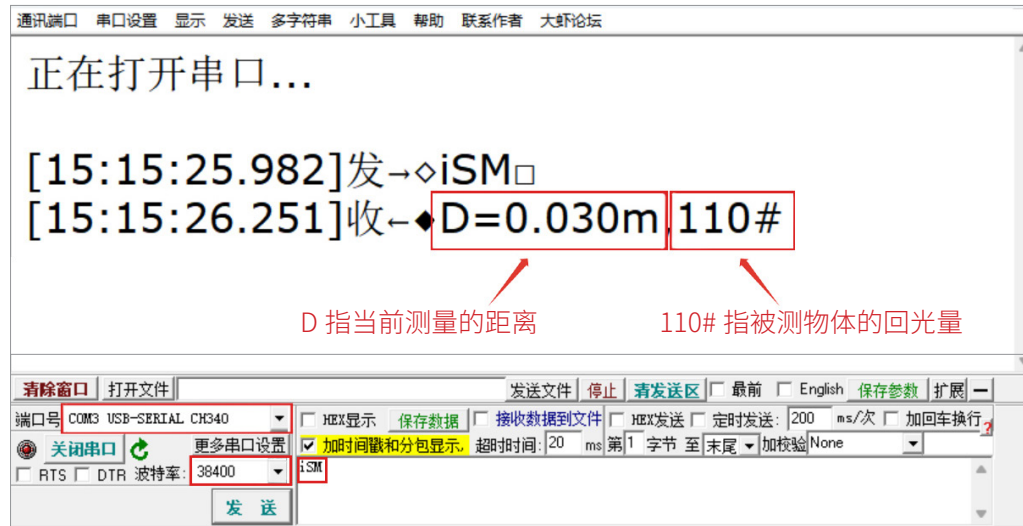 通讯端口 串口设置 显示 发送 多字符串 小工具 帮助 联系作者 大虾论坛
正在打开串口...
[15:15:25.982]发→◇iSM□
[15:15:26.251]收←◆D=0.030m,110#
D 指当前测量的距离 110# 指被测物体的回光量
清除窗口 打开文件 发送文件 停止 清发送区 最前 English 保存参数 扩展 —
端口号 COM3 USB-SERIAL CH340 HEX显示 保存数据 接收数据到文件 HEX发送 定时发送: 200 ms/次 加回车换行
关闭串口 更多串口设置 加时间戳和分包显示, 超时时间: 20 ms 第1 字节 至 末尾 加校验 None
RTS DTR 波特率: 38400 iSM
发 送